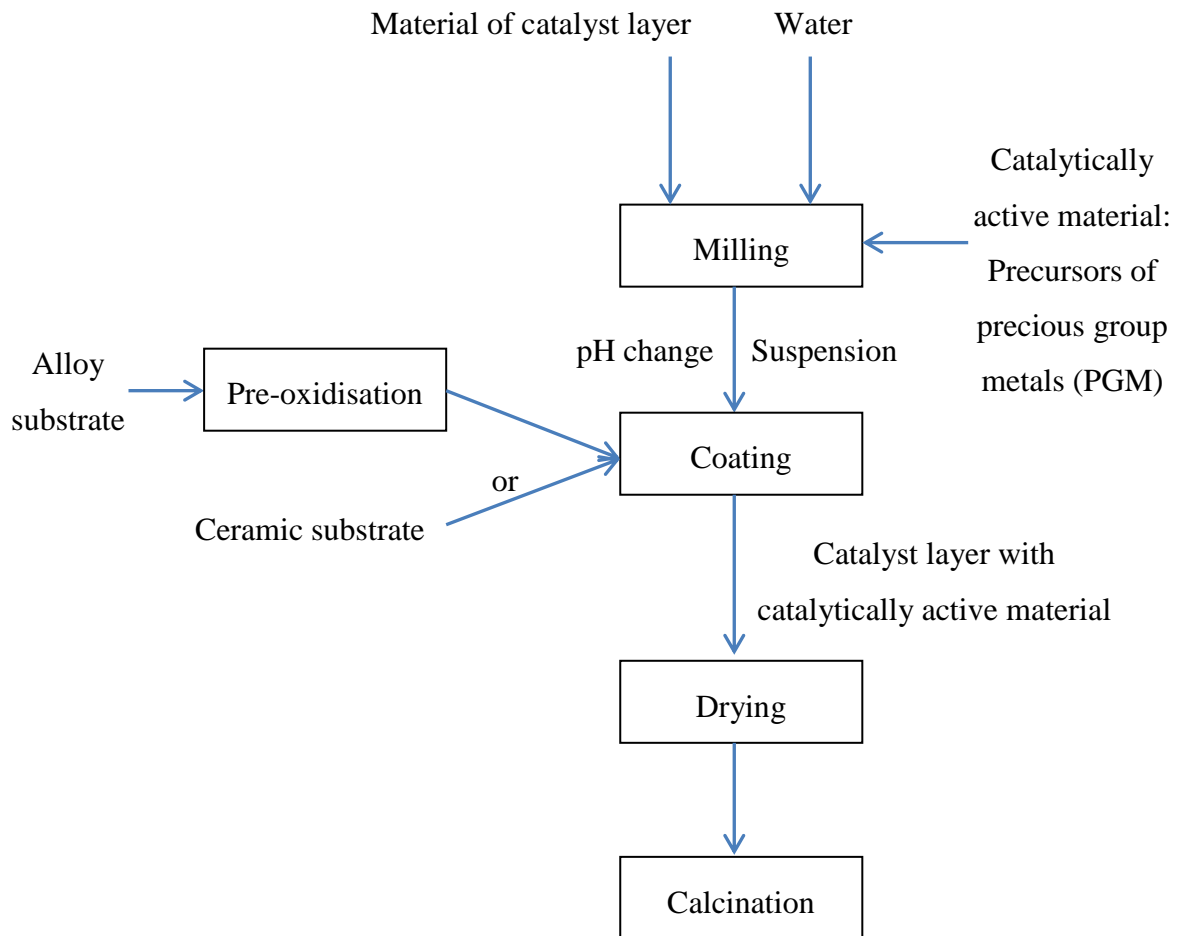 Material of catalyst layer
Water
Catalytically
active material:
Precursors of
precious group
metals (PGM)
Milling
pH change
Suspension
Alloy
substrate
Pre-oxidisation
Coating
or
Ceramic substrate
Catalyst layer with
catalytically active material
Drying
Calcination